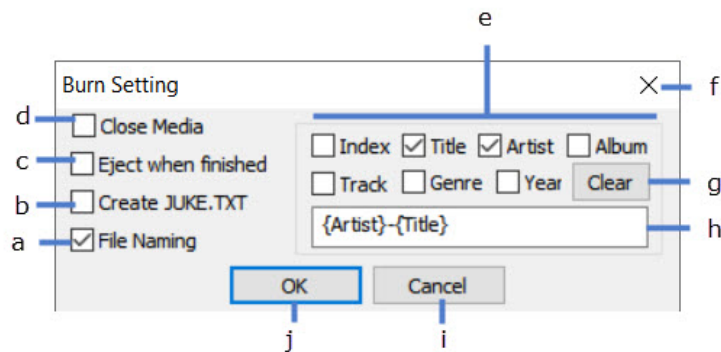 e
Burn Setting
f
d
Close Media
c
Eject when finished
b
Create JUKE.TXT
a
File Naming
Index Title Artist Album
Track Genre Year Clear
g
{Artist}-{Title}
h
OK Cancel
j i